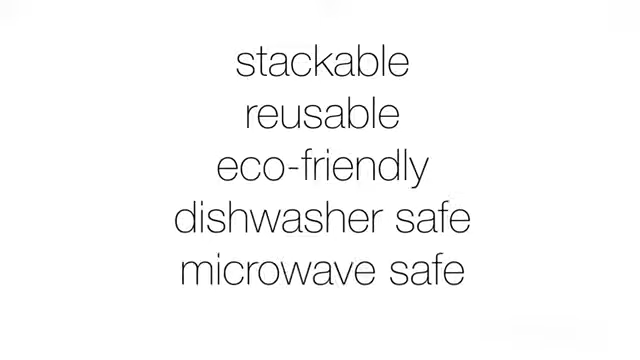 stackable
reusable
eco-friendly
dishwasher safe
microwave safe